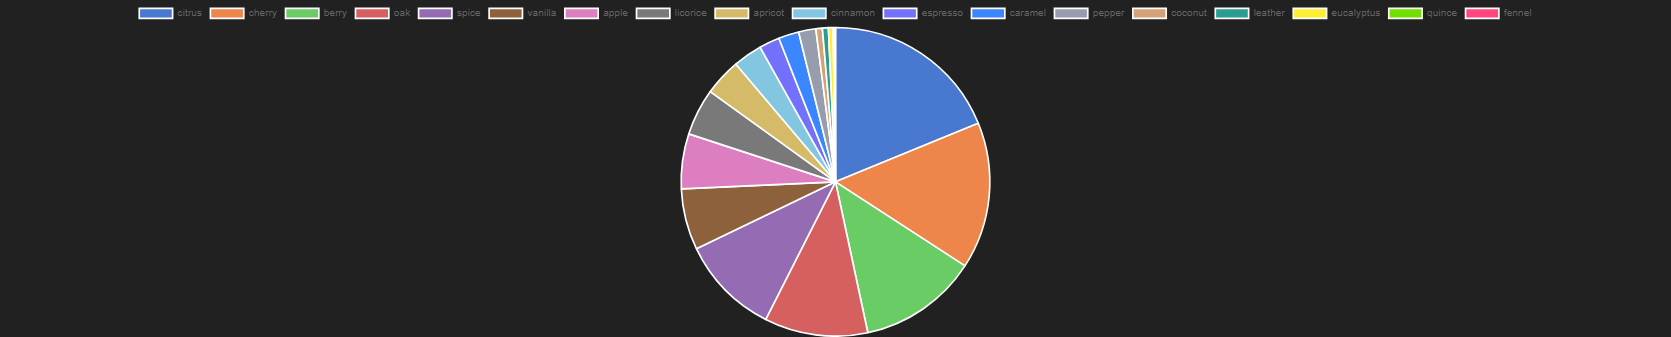 citrus cherry berry oak spice vanilla apple licorice apricot cinnamon espresso caramel pepper coconut leather eucalyptus quince fennel